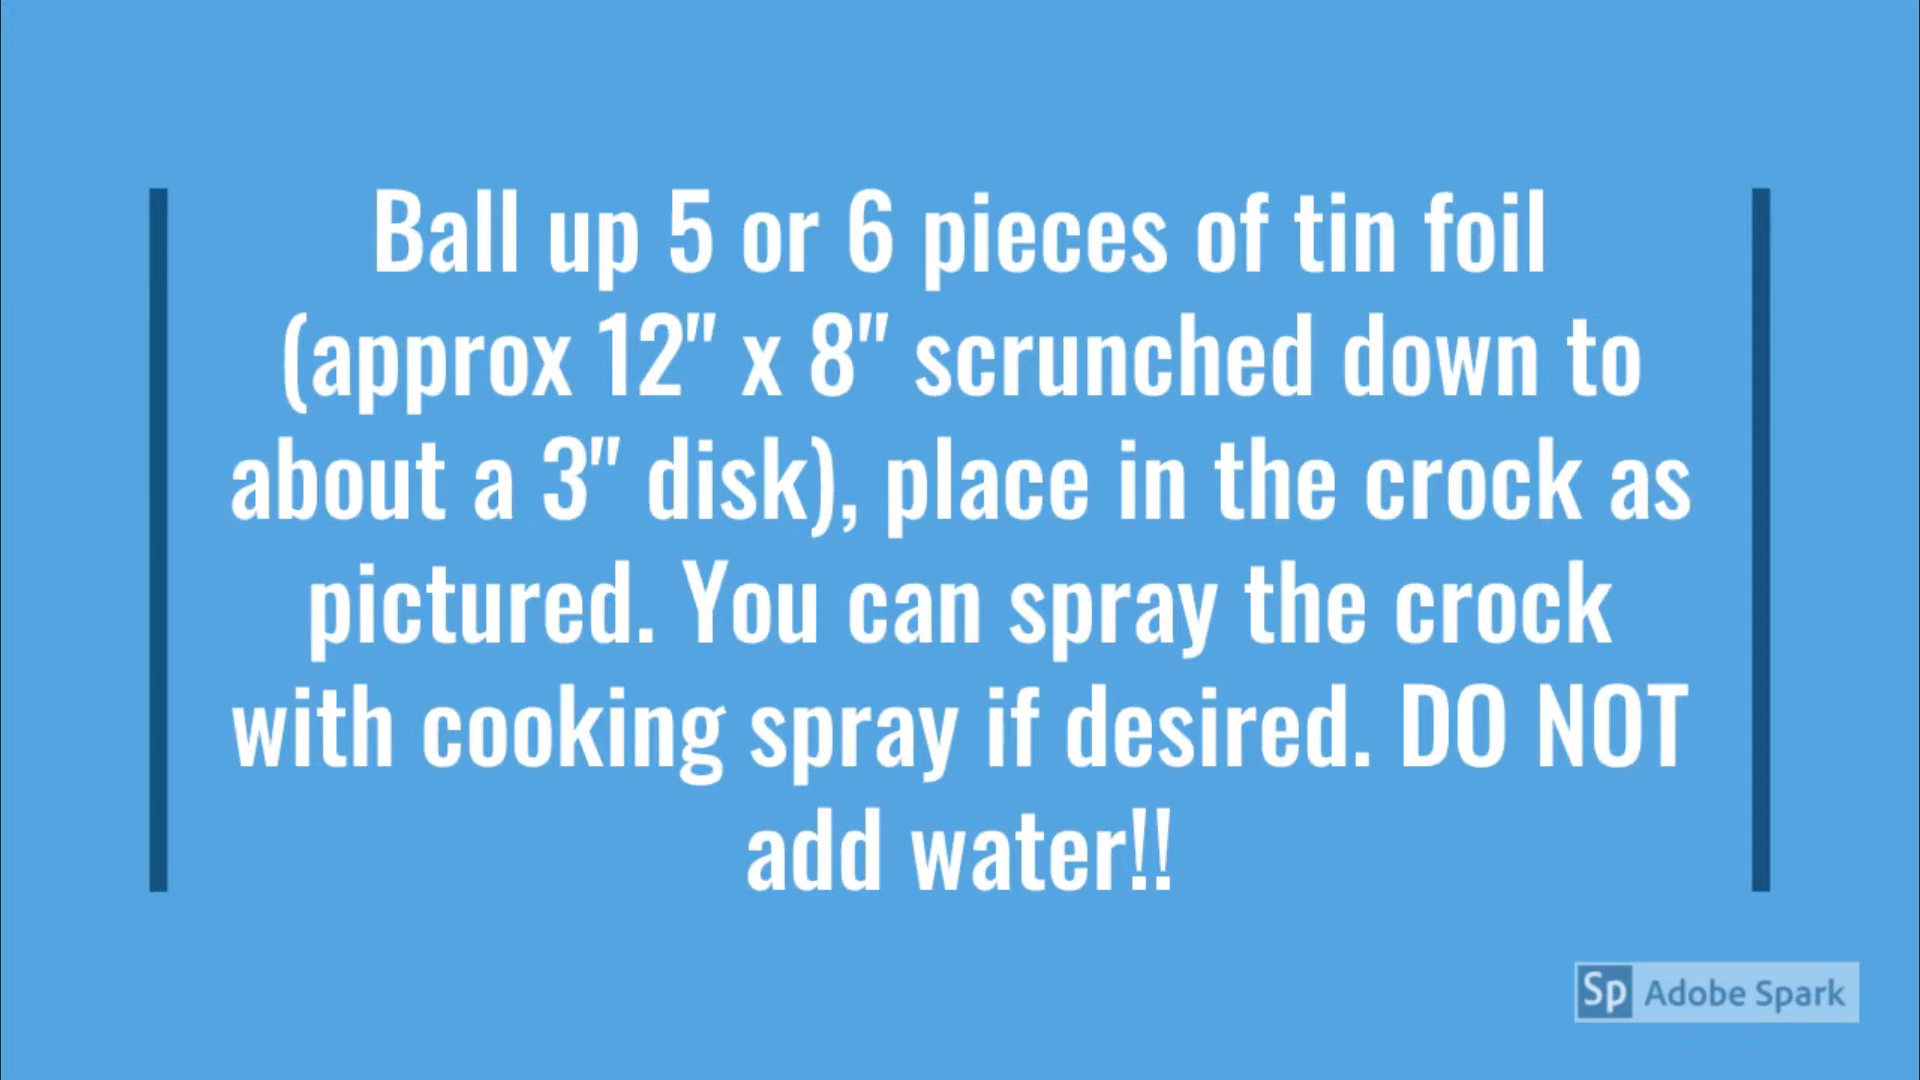 Ball up 5 or 6 pieces of tin foil
(approx 12" x 8" scrunched down to
about a 3" disk), place in the crock as
pictured. You can spray the crock
with cooking spray if desired. DO NOT
add water!!
Sp Adobe Spark